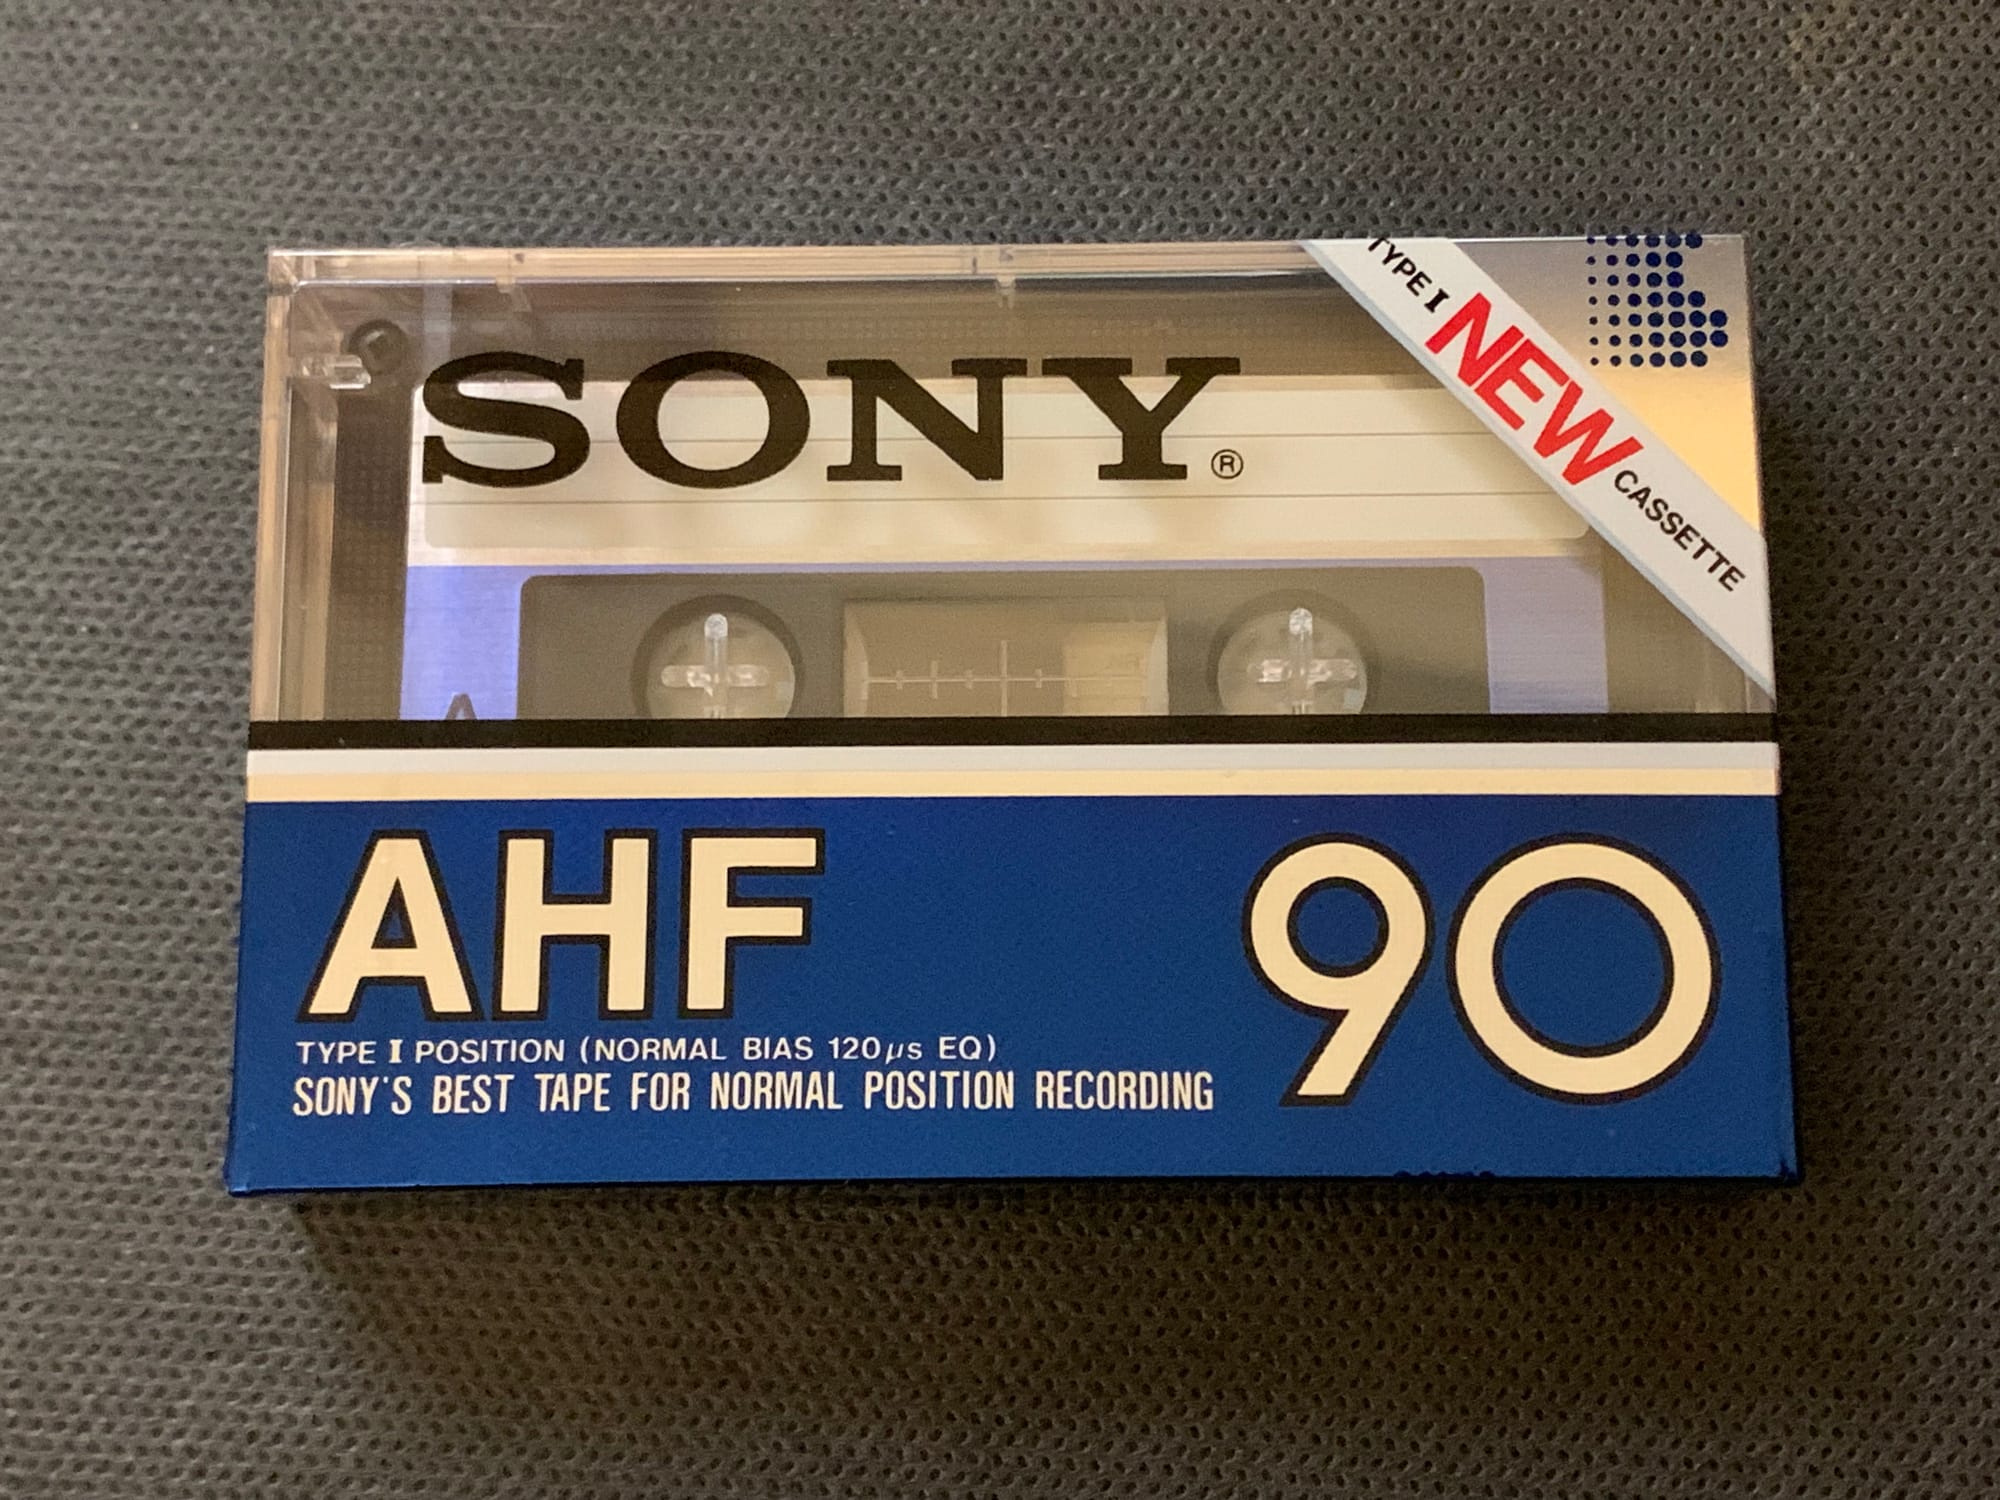 SONY®
TYPE I NEW CASSETTE
A
AHF 90
TYPE I POSITION (NORMAL BIAS 120μs EQ)
SONY'S BEST TAPE FOR NORMAL POSITION RECORDING